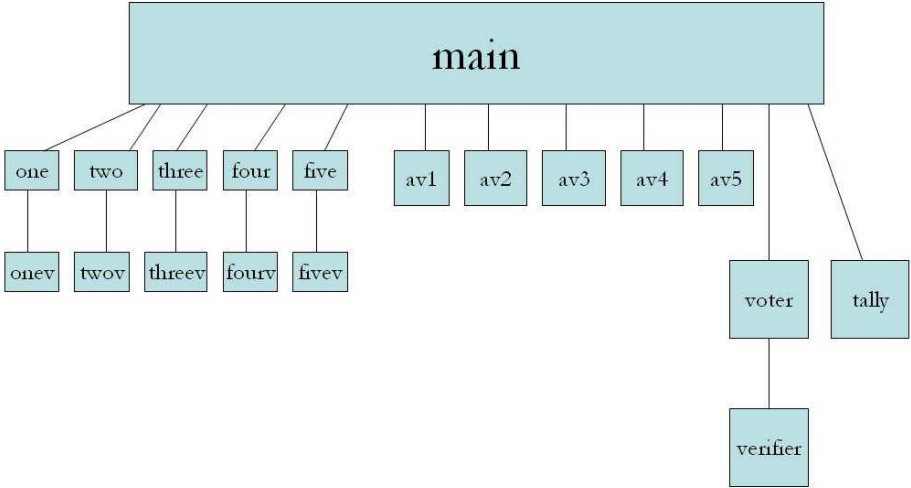 main
one two three four five av1 av2 av3 av4 av5
onev twov threev fourv fivev
voter tally
verifier